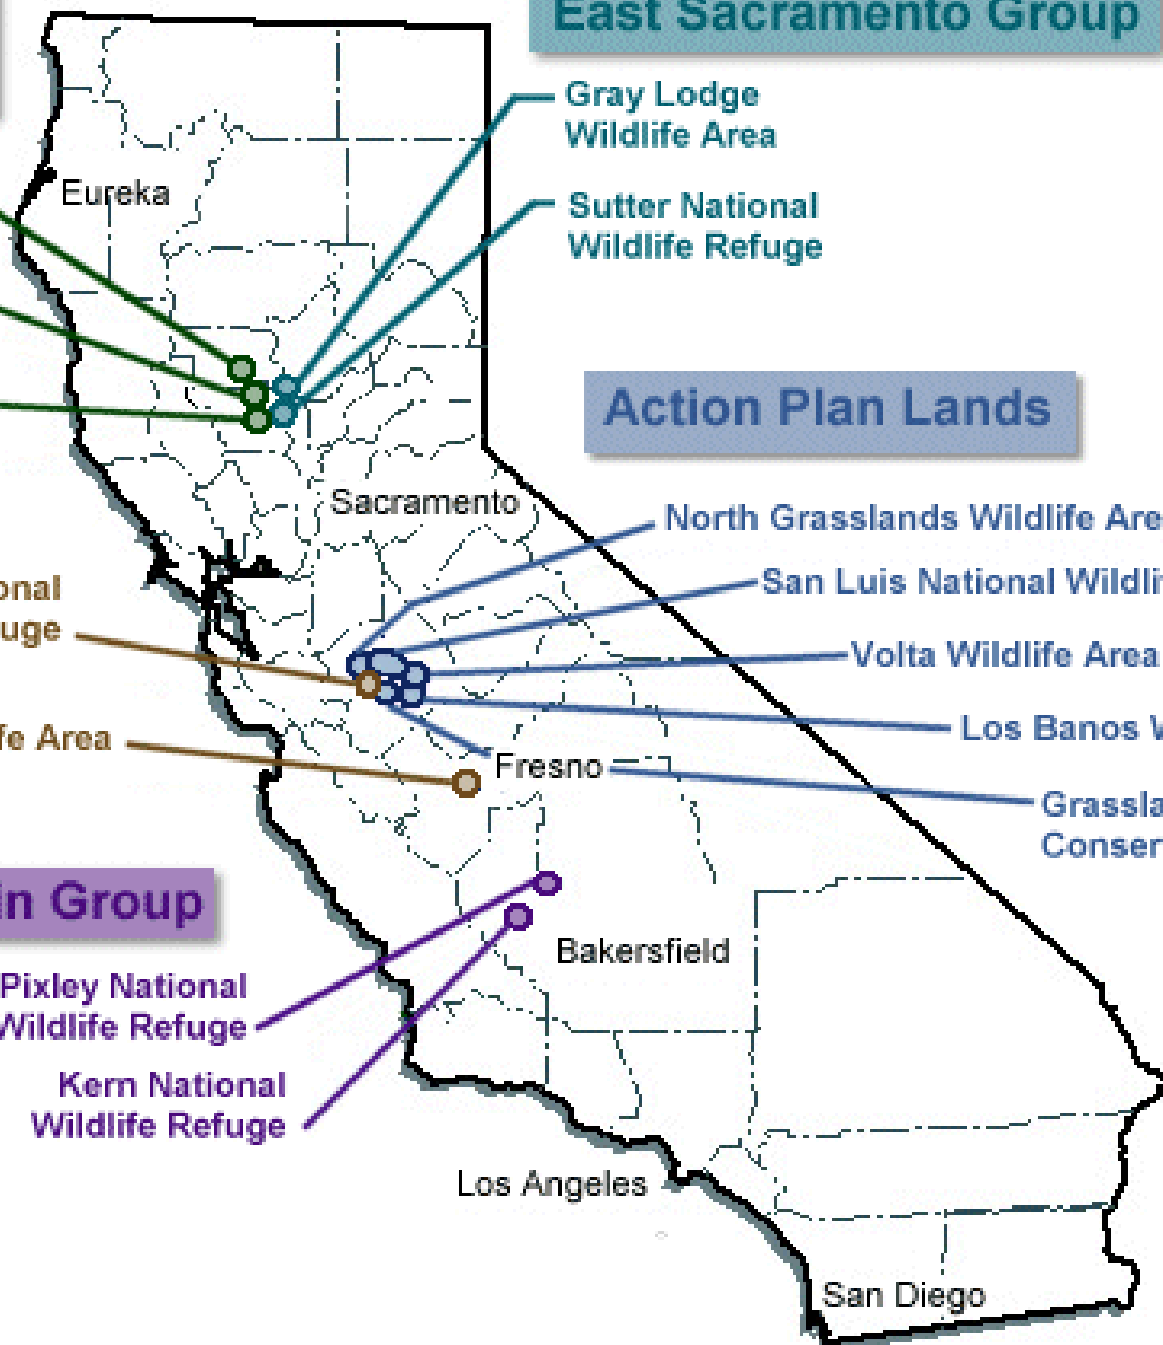 East Sacramento Group
Gray Lodge
Wildlife Area
Eureka
Sutter National
Wildlife Refuge
Action Plan Lands
Sacramento
North Grasslands Wildlife Are
San Luis National Wildli
onal
uge
Volta Wildlife Area
Los Banos W
fe Area
Fresno
Grassla
Conser
in Group
Bakersfield
Pixley National
Wildlife Refuge
Kern National
Wildlife Refuge
Los Angeles
San Diego